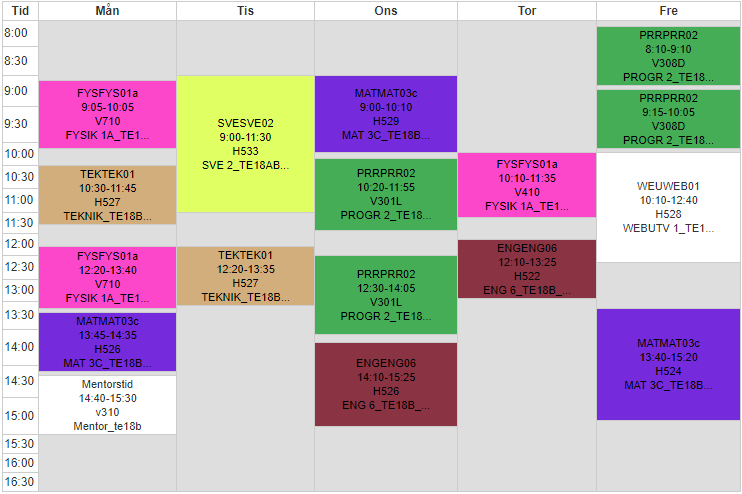 Tid Mån Tis Ons Tor Fre
8:00
8:30
9:00
9:30
10:00
10:30
11:00
11:30
12:00
12:30
13:00
13:30
14:00
14:30
15:00
15:30
16:00
16:30
FYSFYS01a
9:05-10:05
V710
FYSIK 1A_TE1...
TEKTEK01
10:30-11:45
H527
TEKNIK_TE18B...
FYSFYS01a
12:20-13:40
V710
FYSIK 1A_TE1...
MATMAT03c
13:45-14:35
H526
MAT 3C_TE18B...
Mentorstid
14:40-15:30
v310
Mentor_te18b
SVESVE02
9:00-11:30
H533
SVE 2_TE18AB...
TEKTEK01
12:20-13:35
H527
TEKNIK_TE18B...
MATMAT03c
9:00-10:10
H529
MAT 3C_TE18B...
PRRPRR02
10:20-11:55
V301L
PROGR 2_TE18...
PRRPRR02
12:30-14:05
V301L
PROGR 2_TE18...
ENGENG06
14:10-15:25
H526
ENG 6_TE18B_...
FYSFYS01a
10:10-11:35
V410
FYSIK 1A_TE1...
ENGENG06
12:10-13:25
H522
ENG 6_TE18B_...
PRRPRR02
8:10-9:10
V308D
PROGR 2_TE18...
PRRPRR02
9:15-10:05
V308D
PROGR 2_TE18...
WEUWEB01
10:10-12:40
H528
WEBUTV 1_TE1...
MATMAT03c
13:40-15:20
H524
MAT 3C_TE18B...